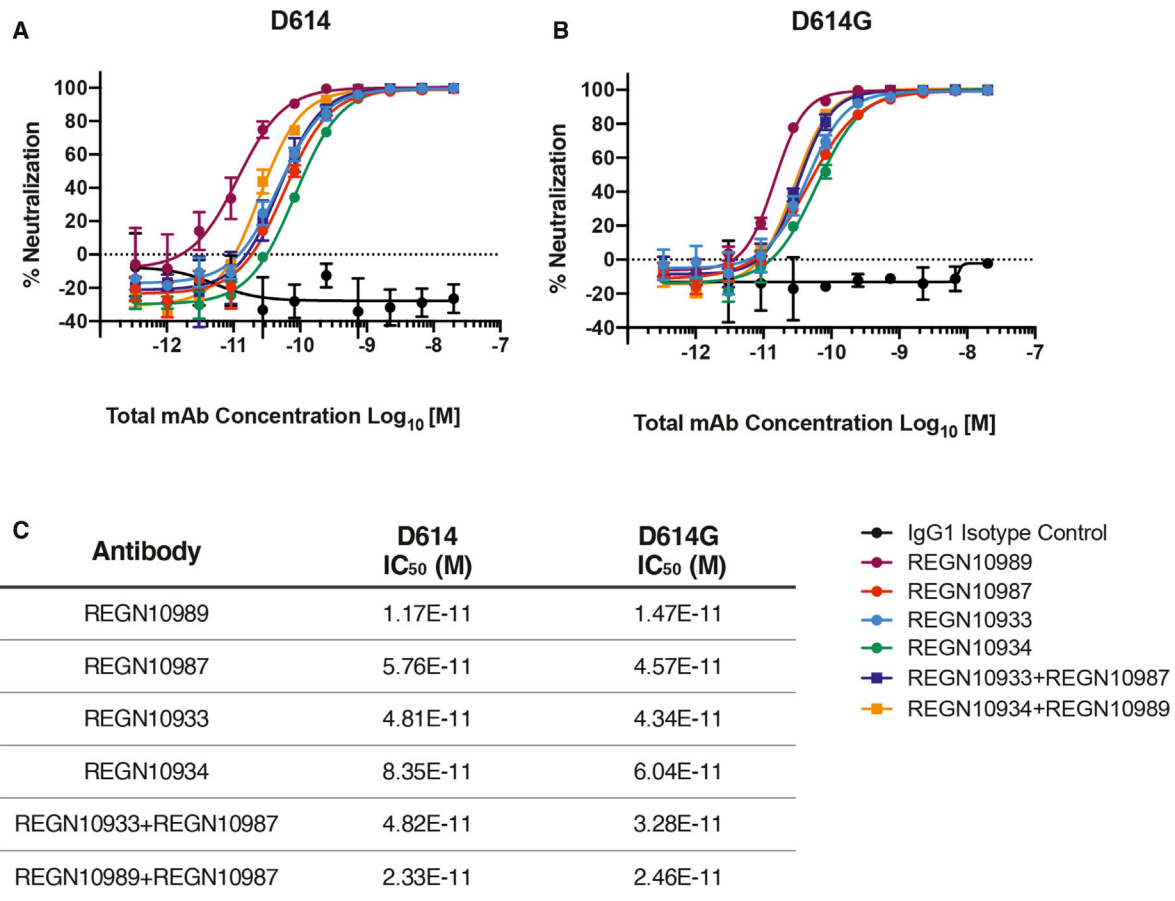 A
D614
100
80
60
40
20
0
-20
-40
% Neutralization
-12
-11
-10
-9
-8
-7
Total mAb Concentration Log10 [M]
B
D614G
100
80
60
40
20
0
-20
-40
% Neutralization
-12
-11
-10
-9
-8
-7
Total mAb Concentration Log10 [M]
C
Antibody
D614
IC50 (M)
D614G
IC50 (M)
REGN10989 1.17E-11 1.47E-11
REGN10987 5.76E-11 4.57E-11
REGN10933 4.81E-11 4.34E-11
REGN10934 8.35E-11 6.04E-11
REGN10933+REGN10987 4.82E-11 3.28E-11
REGN10989+REGN10987 2.33E-11 2.46E-11
IgG1 Isotype Control
REGN10989
REGN10987
REGN10933
REGN10934
REGN10933+REGN10987
REGN10934+REGN10989